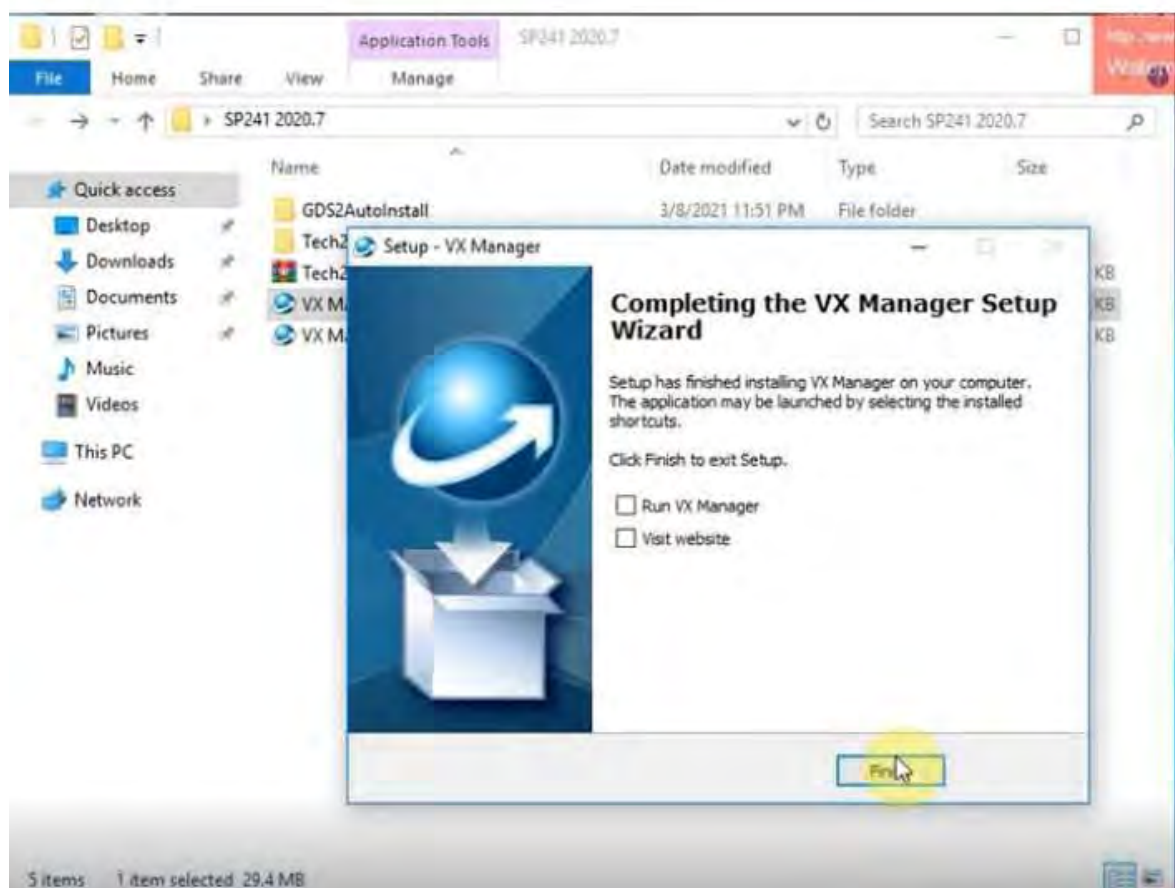 Application Tools SP241 2020.7
File Home Share View Manage
SP241 2020.7 Search SP241 2020.7
Name Date modified Type Size
Quick access
GDS2AutoInstall 3/8/2021 11:51 PM File folder
Desktop
Tech2
Setup - VX Manager
Downloads
Tech2 KB
Documents
VX M KB
Pictures
VX M KB
Music
Videos
This PC
Network
Completing the VX Manager Setup
Wizard
Setup has finished installing VX Manager on your computer.
The application may be launched by selecting the installed
shortcuts.
Click Finish to exit Setup.
Run VX Manager
Visit website
5 items 1 item selected 29.4 MB